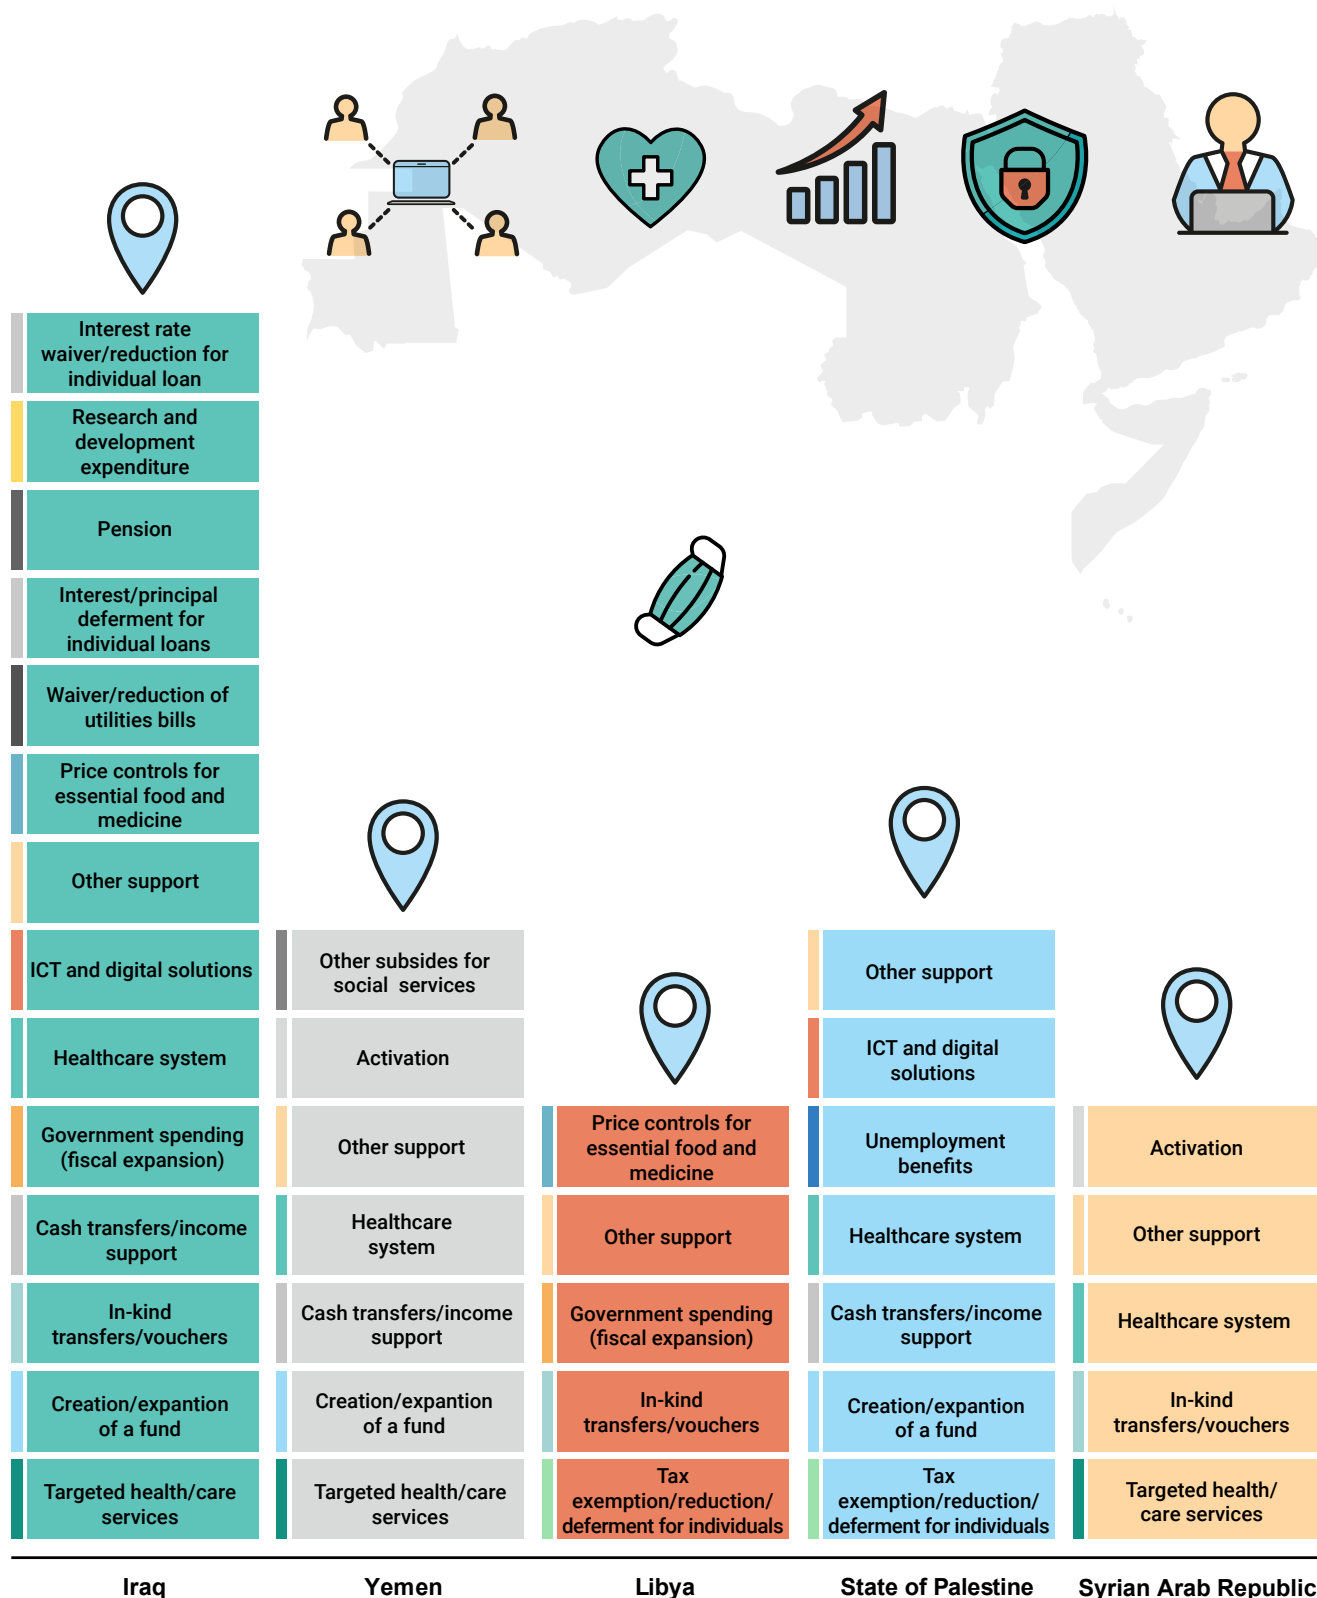 Interest rate
waiver/reduction for
individual loan
Research and
development
expenditure
Pension
Interest/principal
deferment for
individual loans
Waiver/reduction of
utilities bills
Price controls for
essential food and
medicine
Other support
ICT and digital solutions
Healthcare system
Government spending
(fiscal expansion)
Cash transfers/income
support
In-kind
transfers/vouchers
Creation/expantion
of a fund
Targeted health/care
services
Iraq
Other subsides for
social services
Activation
Other support
Healthcare
system
Cash transfers/income
support
Creation/expantion
of a fund
Targeted health/care
services
Yemen
Price controls for
essential food and
medicine
Other support
Government spending
(fiscal expansion)
In-kind
transfers/vouchers
Tax
exemption/reduction/
deferment for individuals
Libya
Other support
ICT and digital
solutions
Unemployment
benefits
Healthcare system
Cash transfers/income
support
Creation/expantion
of a fund
Tax
exemption/reduction/
deferment for individuals
State of Palestine
Activation
Other support
Healthcare system
In-kind
transfers/vouchers
Targeted health/
care services
Syrian Arab Republic